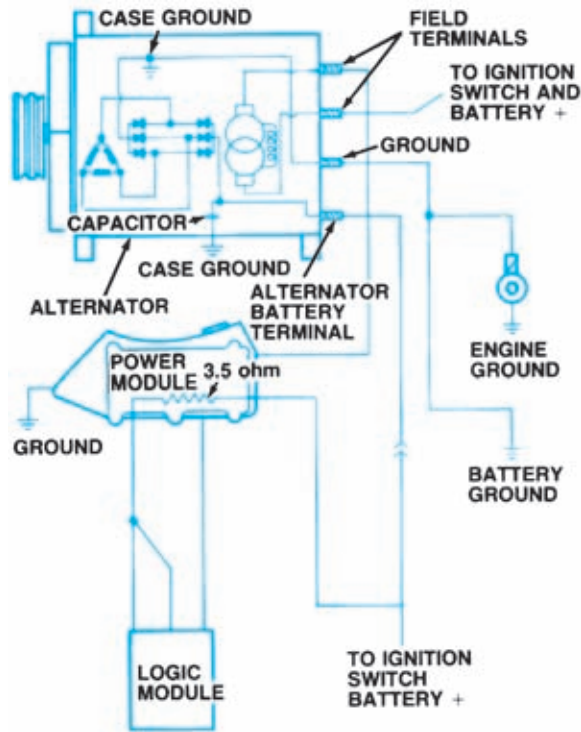 CASE GROUND
FIELD
TERMINALS
TO IGNITION
SWITCH AND
BATTERY +
GROUND
CAPACITOR
CASE GROUND
ALTERNATOR
ALTERNATOR
BATTERY
TERMINAL
ENGINE
GROUND
POWER
MODULE
3.5 ohm
GROUND
BATTERY
GROUND
LOGIC
MODULE
TO IGNITION
SWITCH
BATTERY +